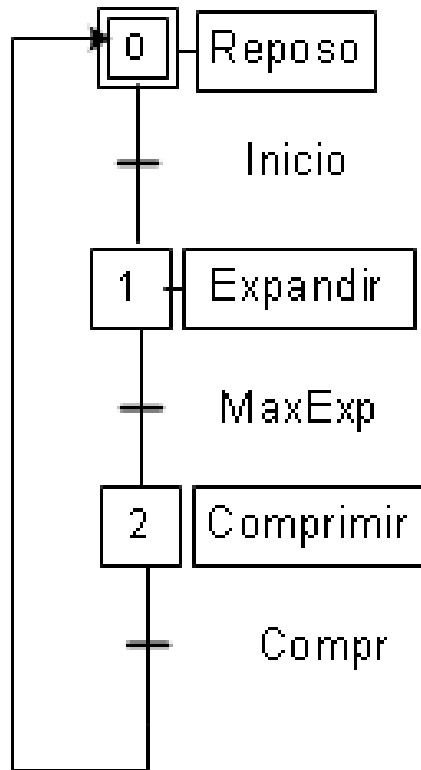 0 Reposo
Inicio
1 Expandir
MaxExp
2 Comprimir
Compr